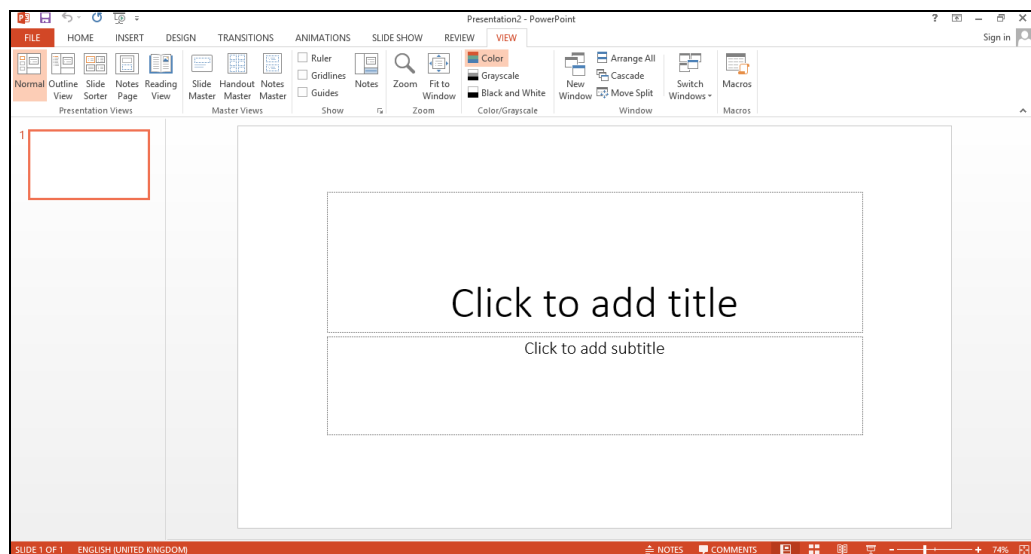 Presentation2 - PowerPoint
?
FILE HOME INSERT DESIGN TRANSITIONS ANIMATIONS SLIDE SHOW REVIEW VIEW Sign in
Normal Outline View Slide Sorter Notes Page Reading View
Presentation Views
Slide Master Handout Master Notes Master
Master Views
Ruler
Gridlines
Guides
Notes
Show
Zoom Fit to Window
Zoom
Color
Grayscale
Black and White
Color/Grayscale
New Window
Arrange All
Cascade
Move Split
Switch Windows
Window
Macros
Macros
1
Click to add title
Click to add subtitle
SLIDE 1 OF 1 ENGLISH (UNITED KINGDOM) NOTES COMMENTS - + 74%